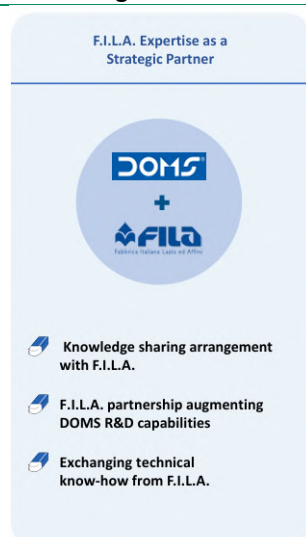 F.I.L.A. Expertise as a
Strategic Partner
DOMS®
+
FILA
Fabbrica Italiana Lapis ed Affini
Knowledge sharing arrangement
with F.I.L.A.
F.I.L.A. partnership augmenting
DOMS R&D capabilities
Exchanging technical
know-how from F.I.L.A.